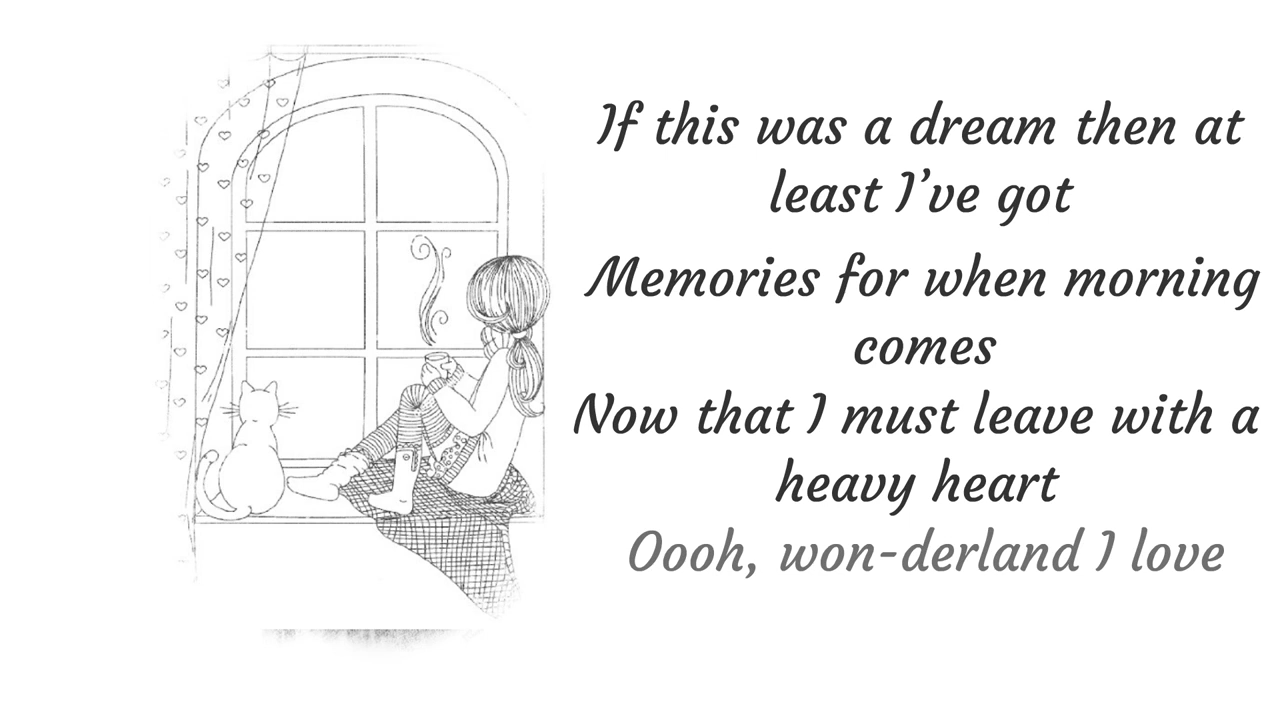 If this was a dream then at
least I’ve got
Memories for when morning
comes
Now that I must leave with a
heavy heart
Oooh, won-derland I love